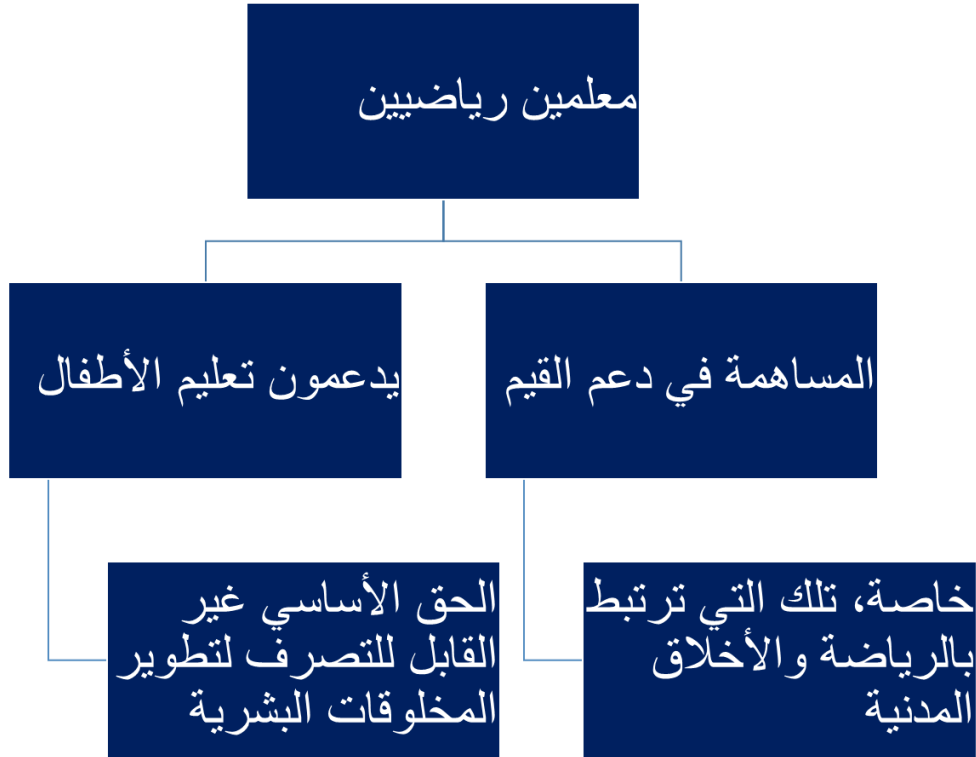 معلمين رياضيين
المساهمة في دعم القيم
يدعمون تعليم الأطفال
خاصة، تلك التي ترتبط
بالرياضة والأخلاق
المدنية
الحق الأساسي غير
القابل للتصرف لتطوير
المخلوقات البشرية